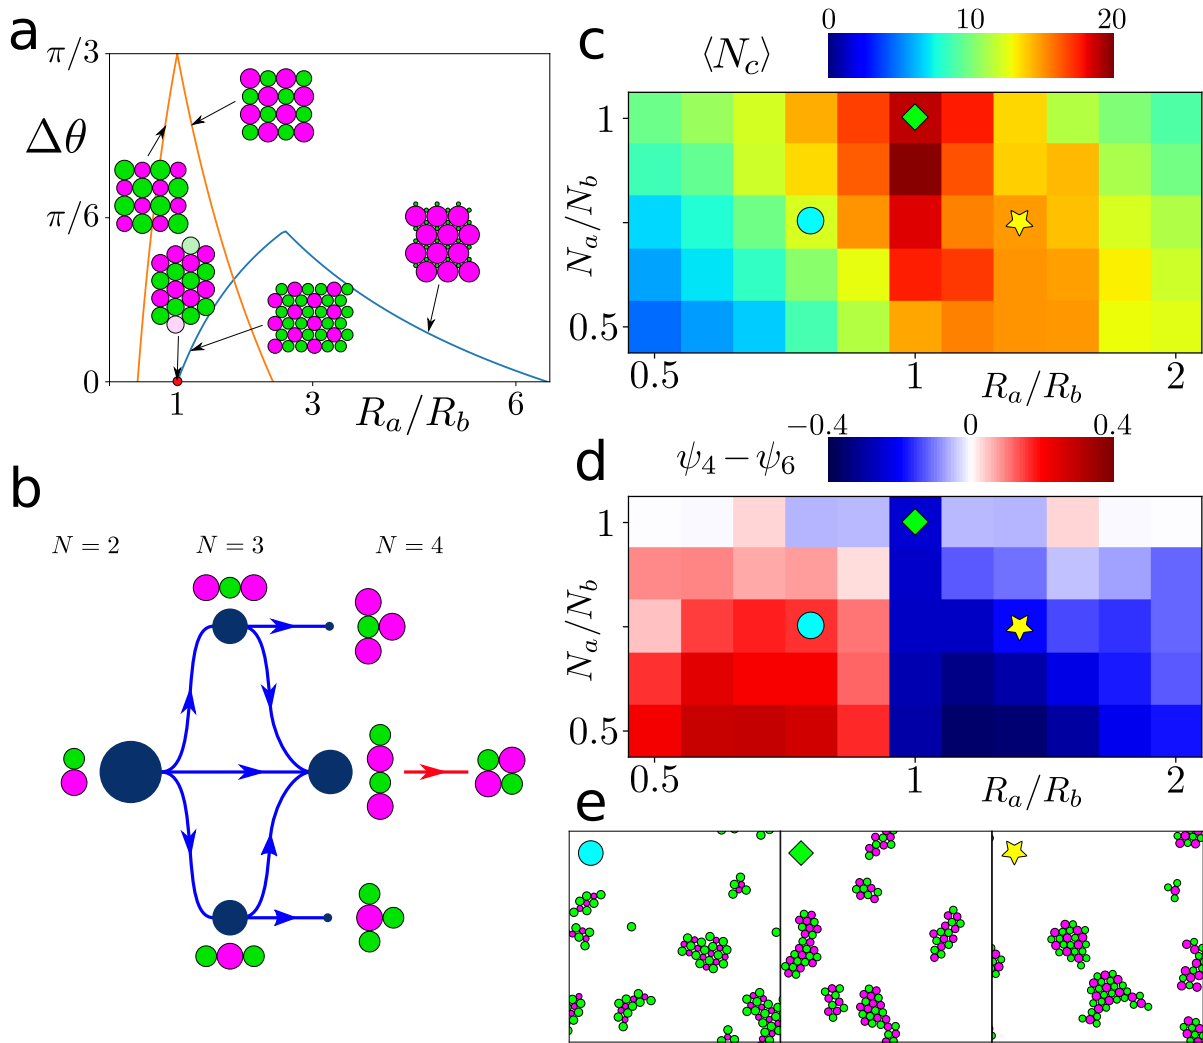 a
π/3
Δθ
π/6
0
1
3
6
R_a/R_b
b
N = 2
N = 3
N = 4
c
⟨N_c⟩
0
10
20
1
N_a/N_b
0.5
0.5
1
R_a/R_b
2
d
ψ_4 − ψ_6
−0.4
0
0.4
1
N_a/N_b
0.5
0.5
1
R_a/R_b
2
e